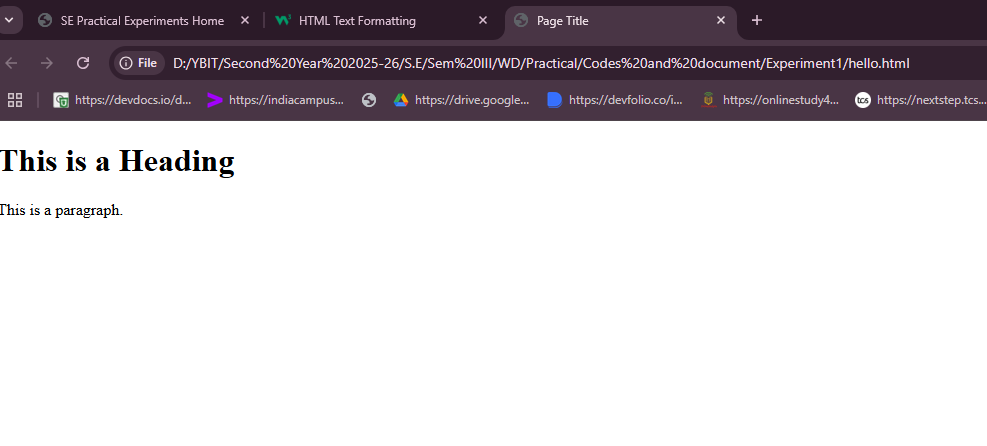 SE Practical Experiments Home
HTML Text Formatting
Page Title
File
D:/YBIT/Second%20Year%202025-26/S.E/Sem%20III/WD/Practical/Codes%20and%20document/Experiment1/hello.html
https://devdocs.io/d...
https://indiacampus...
https://drive.google...
https://devfolio.co/i...
https://onlinestudy4...
tcs
https://nextstep.tcs...
This is a Heading
This is a paragraph.